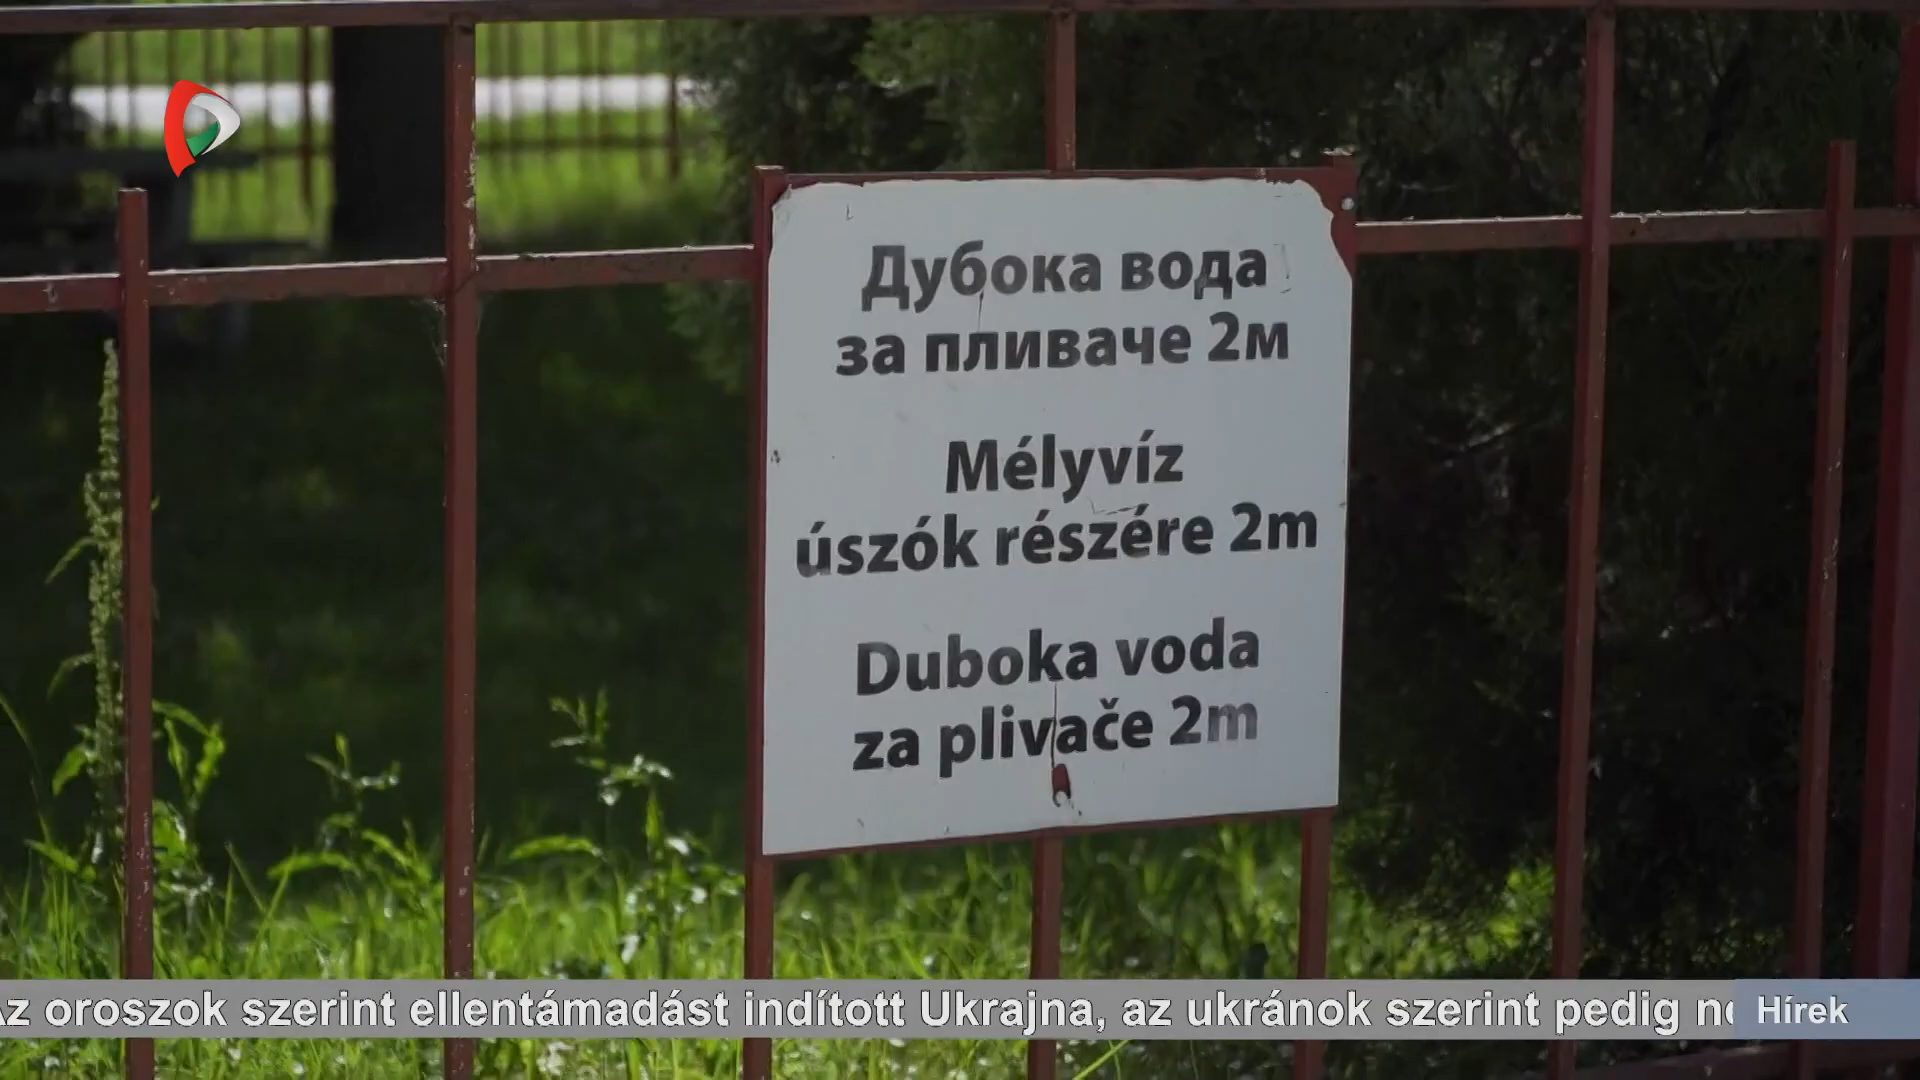 Дубока вода
за пливаче 2м
Mélyvíz
úszók részére 2m
Duboka voda
za plivače 2m
Az oroszok szerint ellentámadást indított Ukrajna, az ukránok szerint pedig
Hírek